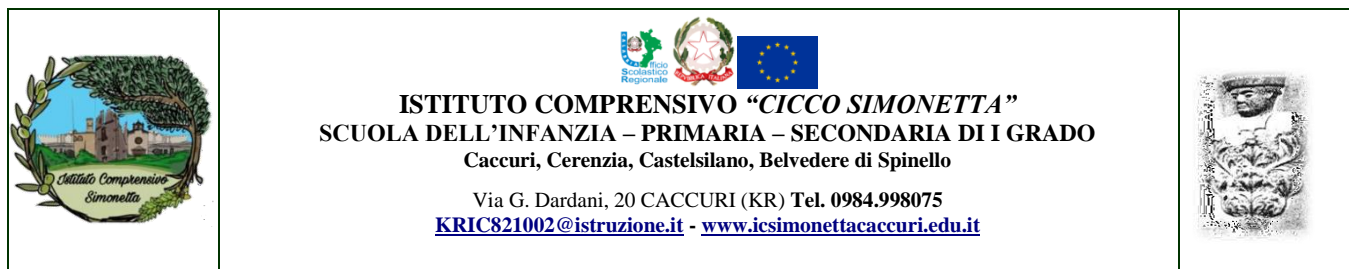 Istituto Comprensivo
Simonetta
Ufficio
Scolastico
Regionale
REPVBBLICA ITALIANA
ISTITUTO COMPRENSIVO “CICCO SIMONETTA”
SCUOLA DELL’INFANZIA – PRIMARIA – SECONDARIA DI I GRADO
Caccuri, Cerenzia, Castelsilano, Belvedere di Spinello
Via G. Dardani, 20 CACCURI (KR) Tel. 0984.998075
KRIC821002@istruzione.it - www.icsimonettacaccuri.edu.it